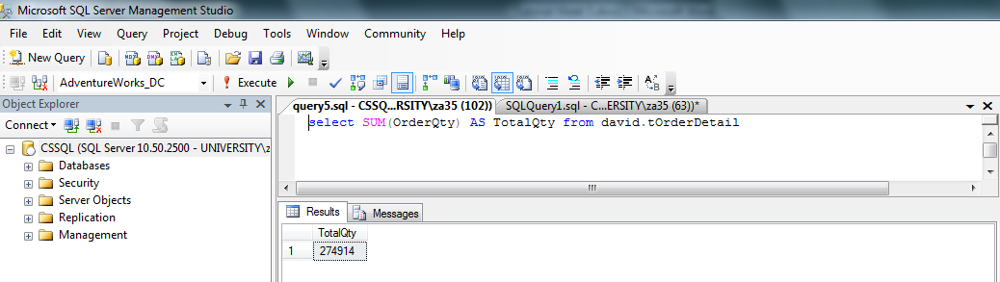 Microsoft SQL Server Management Studio
File Edit View Query Project Debug Tools Window Community Help
New Query
AdventureWorks_DC Execute
Object Explorer
Connect
CSSQL (SQL Server 10.50.2500 - UNIVERSITY\z
Databases
Security
Server Objects
Replication
Management
query5.sql - CSSQ...RSITY\za35 (102)) SQLQuery1.sql - C...ERSITY\za35 (63))*
select SUM(OrderQty) AS TotalQty from david.tOrderDetail
Results Messages
TotalQty
1 274914